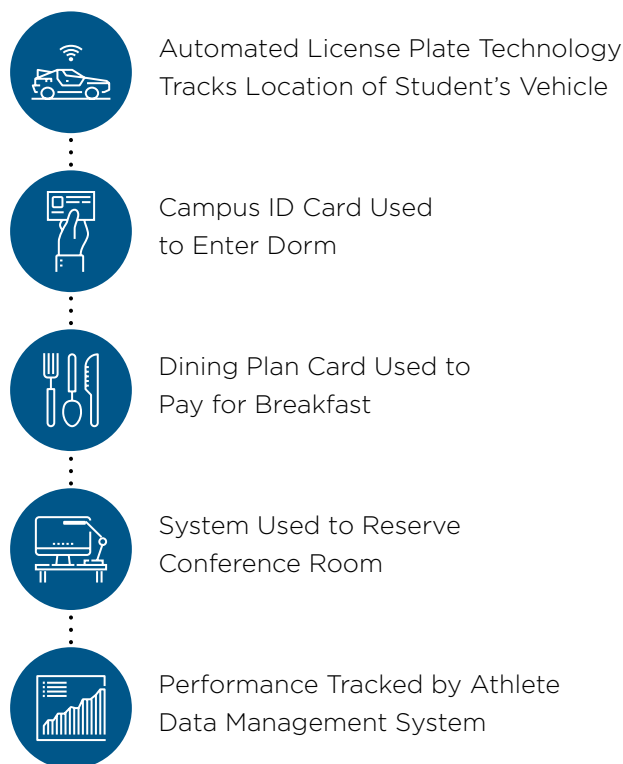 Automated License Plate Technology
Tracks Location of Student’s Vehicle
Campus ID Card Used
to Enter Dorm
Dining Plan Card Used to
Pay for Breakfast
System Used to Reserve
Conference Room
Performance Tracked by Athlete
Data Management System